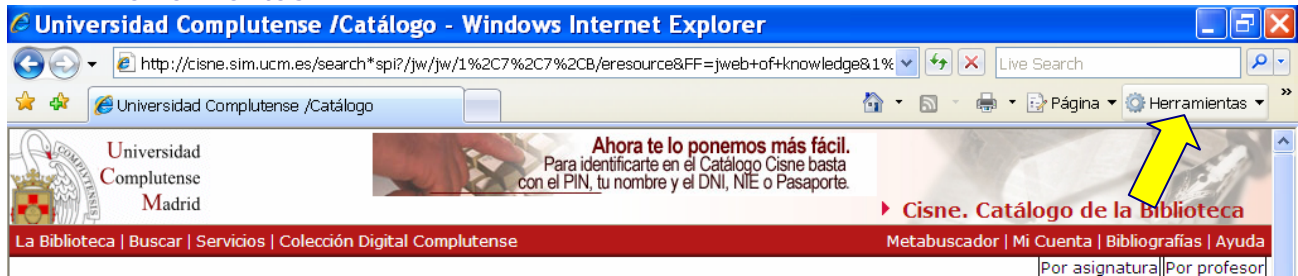 Universidad Complutense /Catálogo - Windows Internet Explorer
http://cisne.sim.ucm.es/search*spi?/jw/jw/1%2C7%2C7%2CB/eresource&FF=jweb+of+knowledge&1% Live Search
Universidad Complutense /Catálogo Página Herramientas »
Universidad
Complutense
Madrid
Ahora te lo ponemos más fácil.
Para identificarte en el Catálogo Cisne basta
con el PIN, tu nombre y el DNI, NIE o Pasaporte.
Cisne. Catálogo de la Biblioteca
La Biblioteca | Buscar | Servicios | Colección Digital Complutense Metabuscador | Mi Cuenta | Bibliografías | Ayuda
Por asignatura Por profesor